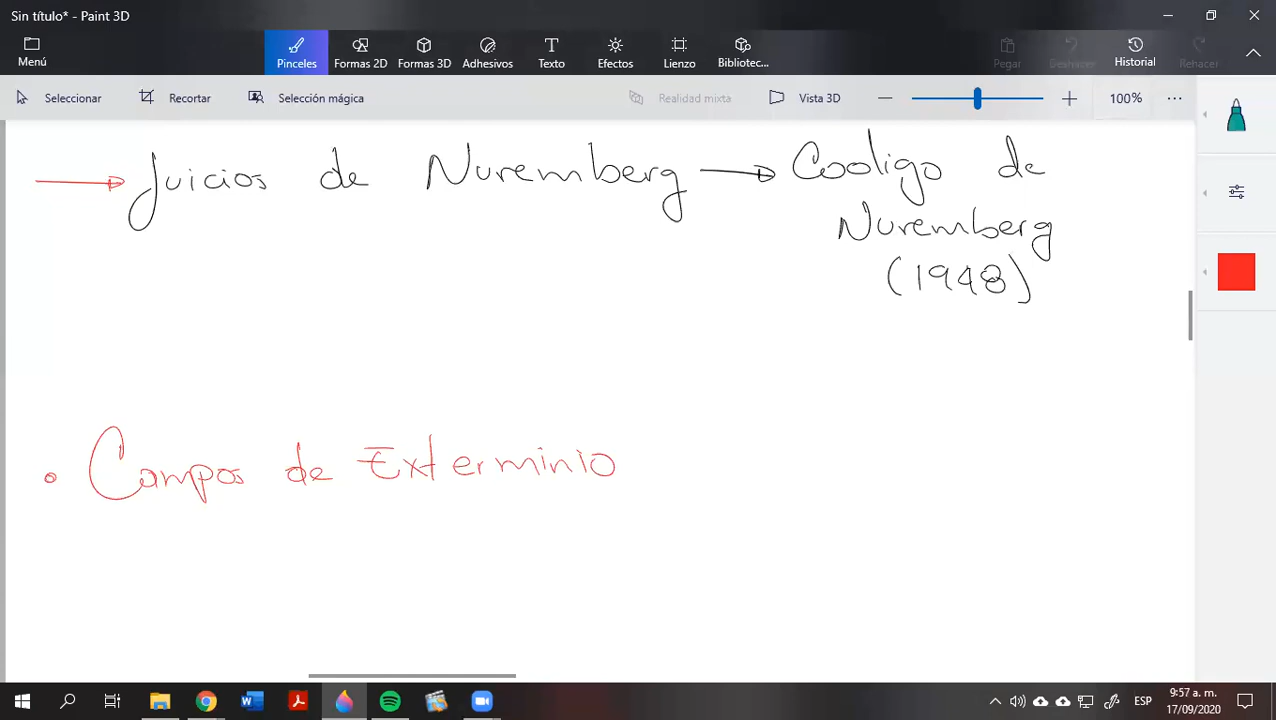 Sin título* - Paint 3D
Menú
Pinceles
Formas 2D
Formas 3D
Adhesivos
Texto
Efectos
Lienzo
Bibliotec...
Pegar
Deshacer
Historial
Rehacer
Seleccionar
Recortar
Selección mágica
Realidad mixta
Vista 3D
100%
Juicios de Nuremberg → Codigo de
Nuremberg
(1948)
• Campos de Exterminio
ESP
9:57 a. m.
17/09/2020